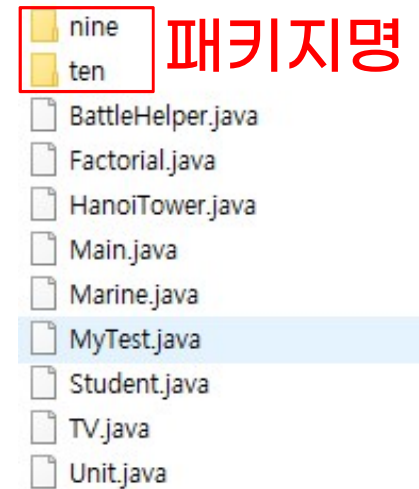 nine
패키지명
ten
BattleHelper.java
Factorial.java
HanoiTower.java
Main.java
Marine.java
MyTest.java
Student.java
TV.java
Unit.java